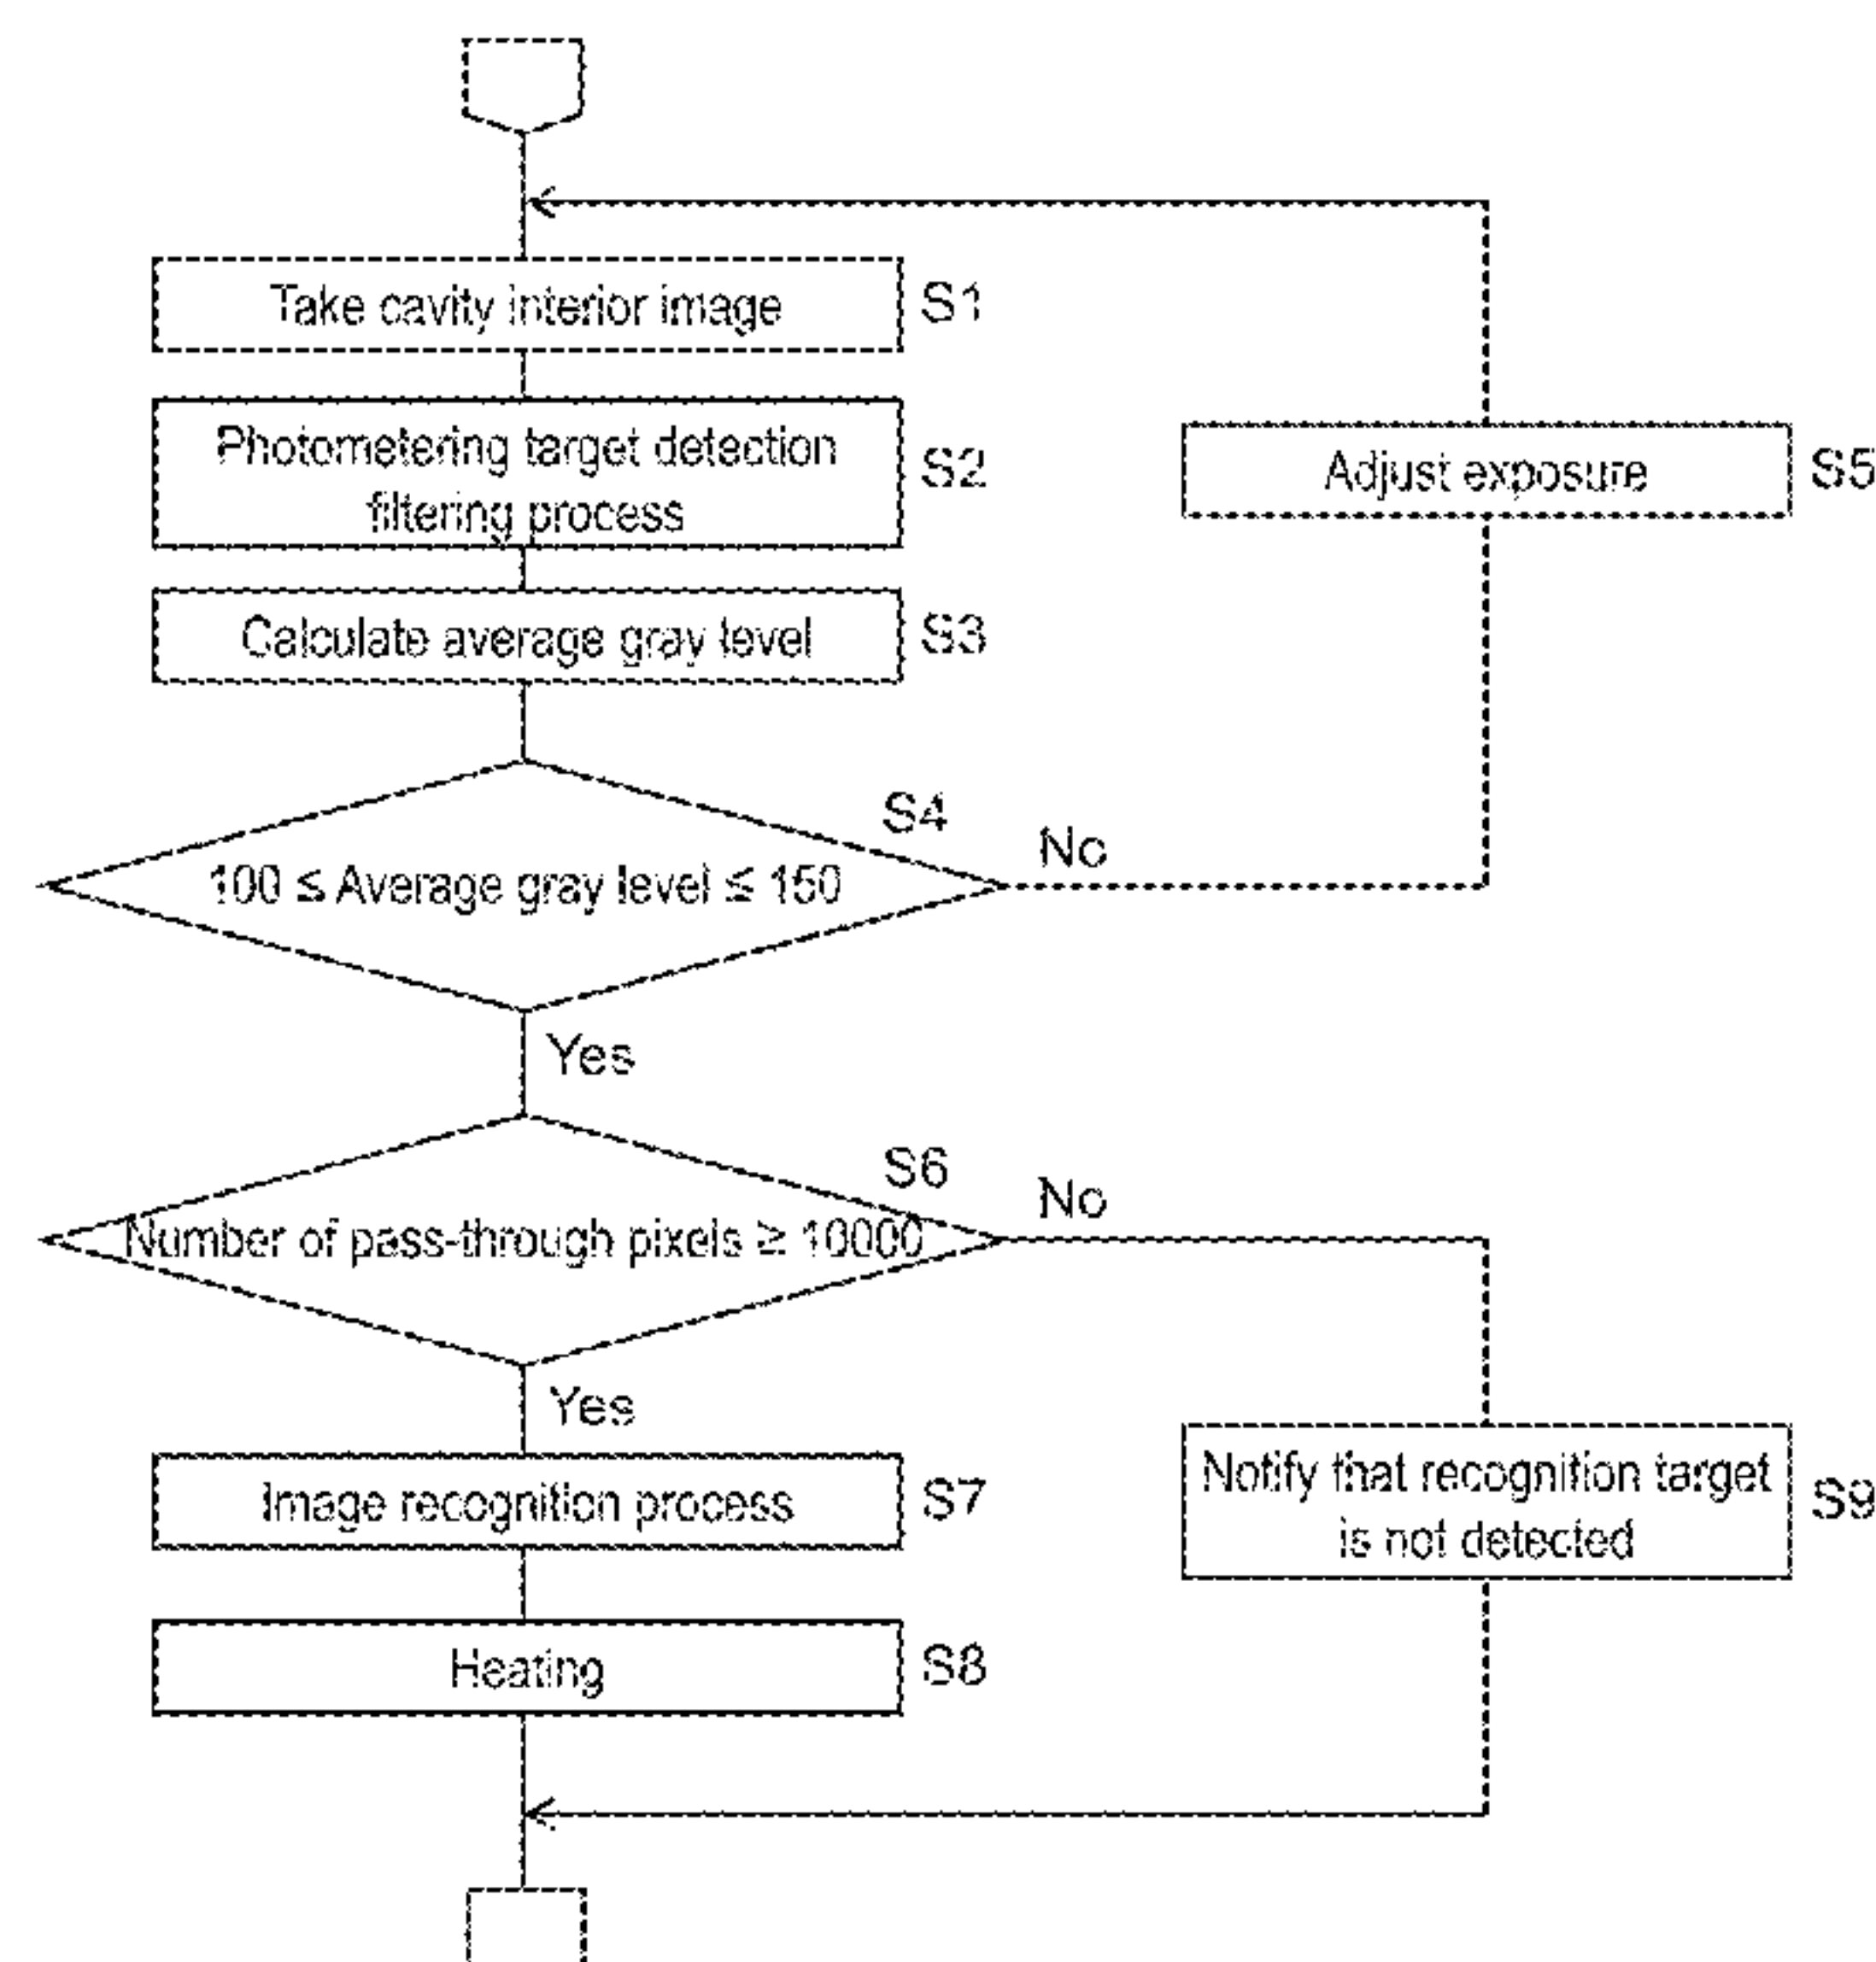 Take cavity interior image
S1
Photometering target detection
filtering process
S2
Adjust exposure
S5
Calculate average gray level
S3
S4
100 ≤ Average gray level ≤ 150
No
Yes
S6
Number of pass-through pixels ≥ 10000
No
Yes
Image recognition process
S7
Notify that recognition target
is not detected
S9
Heating
S8